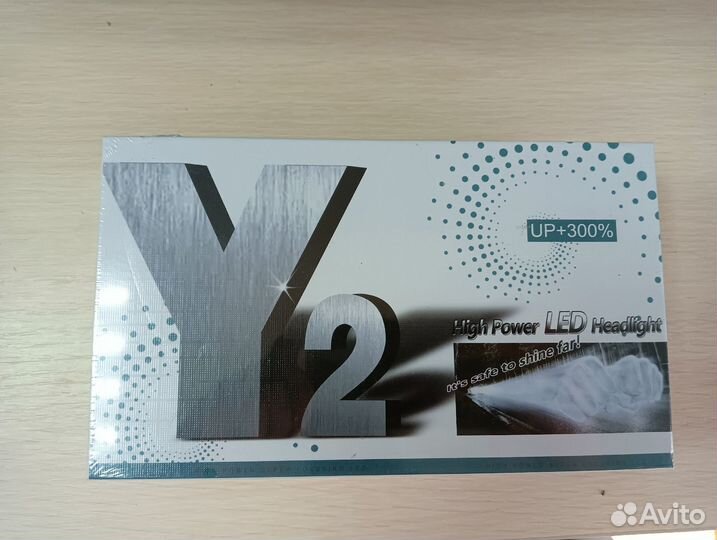 Y2
UP+300%
High Power LED Headlight
It's safe to shine far!
Avito